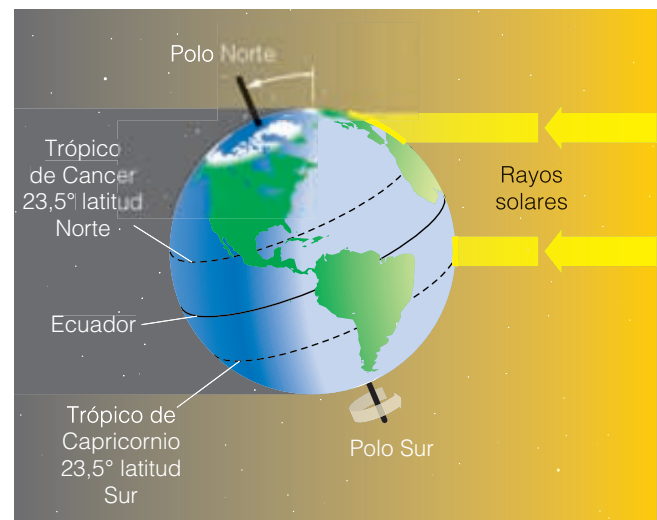 Polo Norte
Trópico
de Cancer
23,5° latitud
Norte
Rayos
solares
Ecuador
Trópico de
Capricornio
23,5° latitud
Sur
Polo Sur